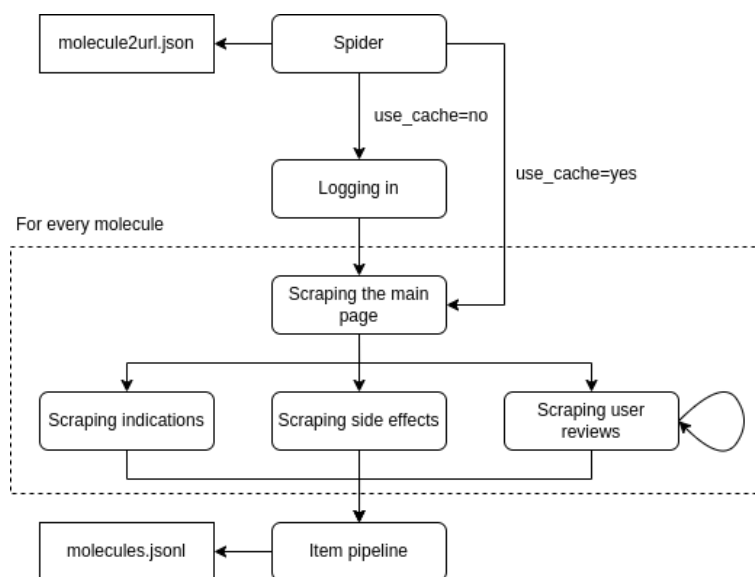 molecule2url.json
Spider
use_cache=no
use_cache=yes
Logging in
For every molecule
Scraping the main
page
Scraping indications
Scraping side effects
Scraping user
reviews
molecules.jsonl
Item pipeline